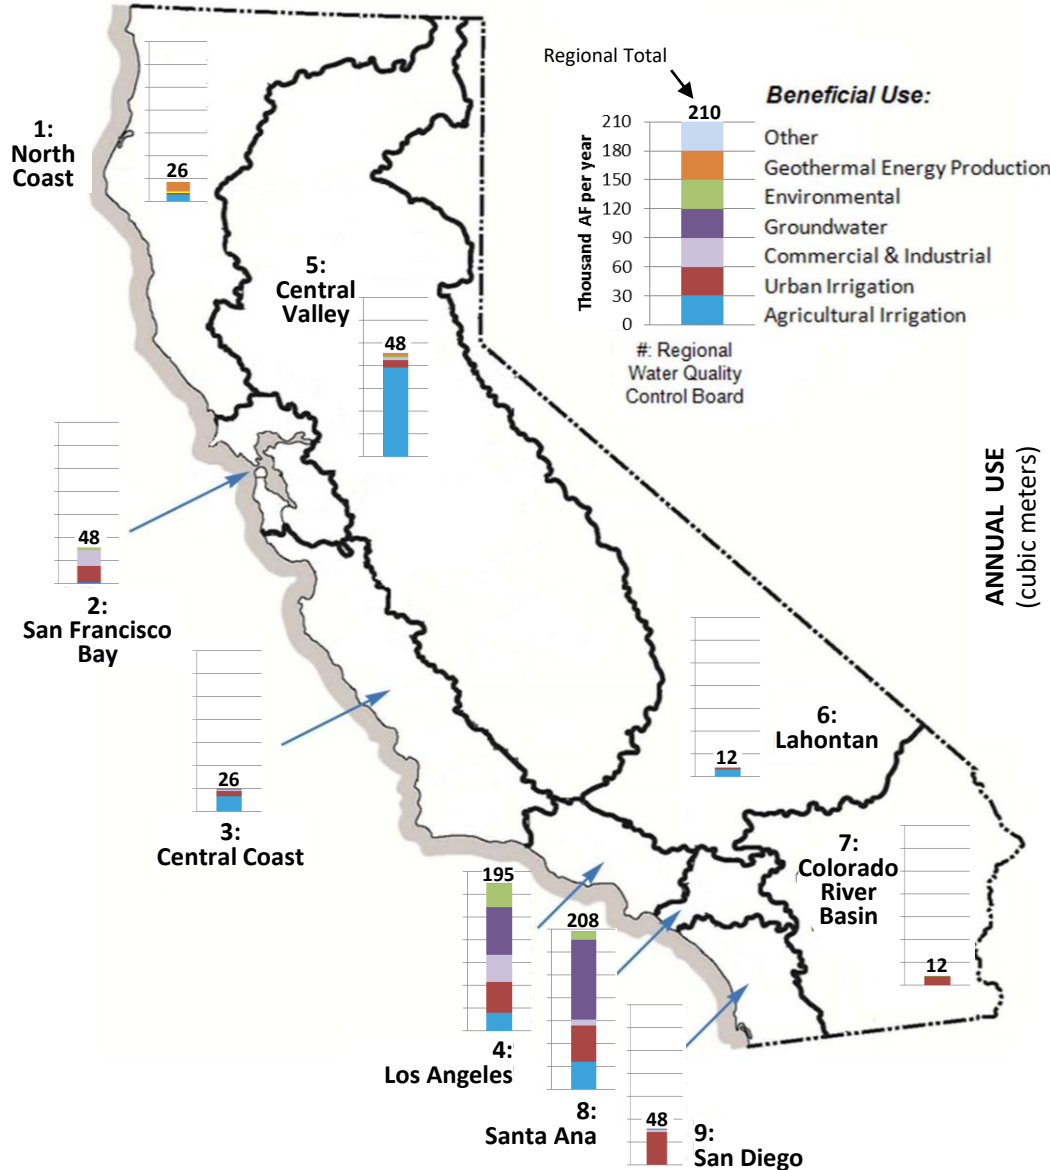 Regional Total
210
Beneficial Use:
Thousand AF per year
210
180
150
120
90
60
30
0
Other
Geothermal Energy Production
Environmental
Groundwater
Commercial & Industrial
Urban Irrigation
Agricultural Irrigation
#: Regional
Water Quality
Control Board
1:
North
Coast
26
5:
Central
Valley
48
ANNUAL USE
(cubic meters)
48
2:
San Francisco
Bay
26
3:
Central Coast
6:
Lahontan
12
7:
Colorado
River
Basin
12
195
4:
Los Angeles
208
8:
Santa Ana
48
9:
San Diego